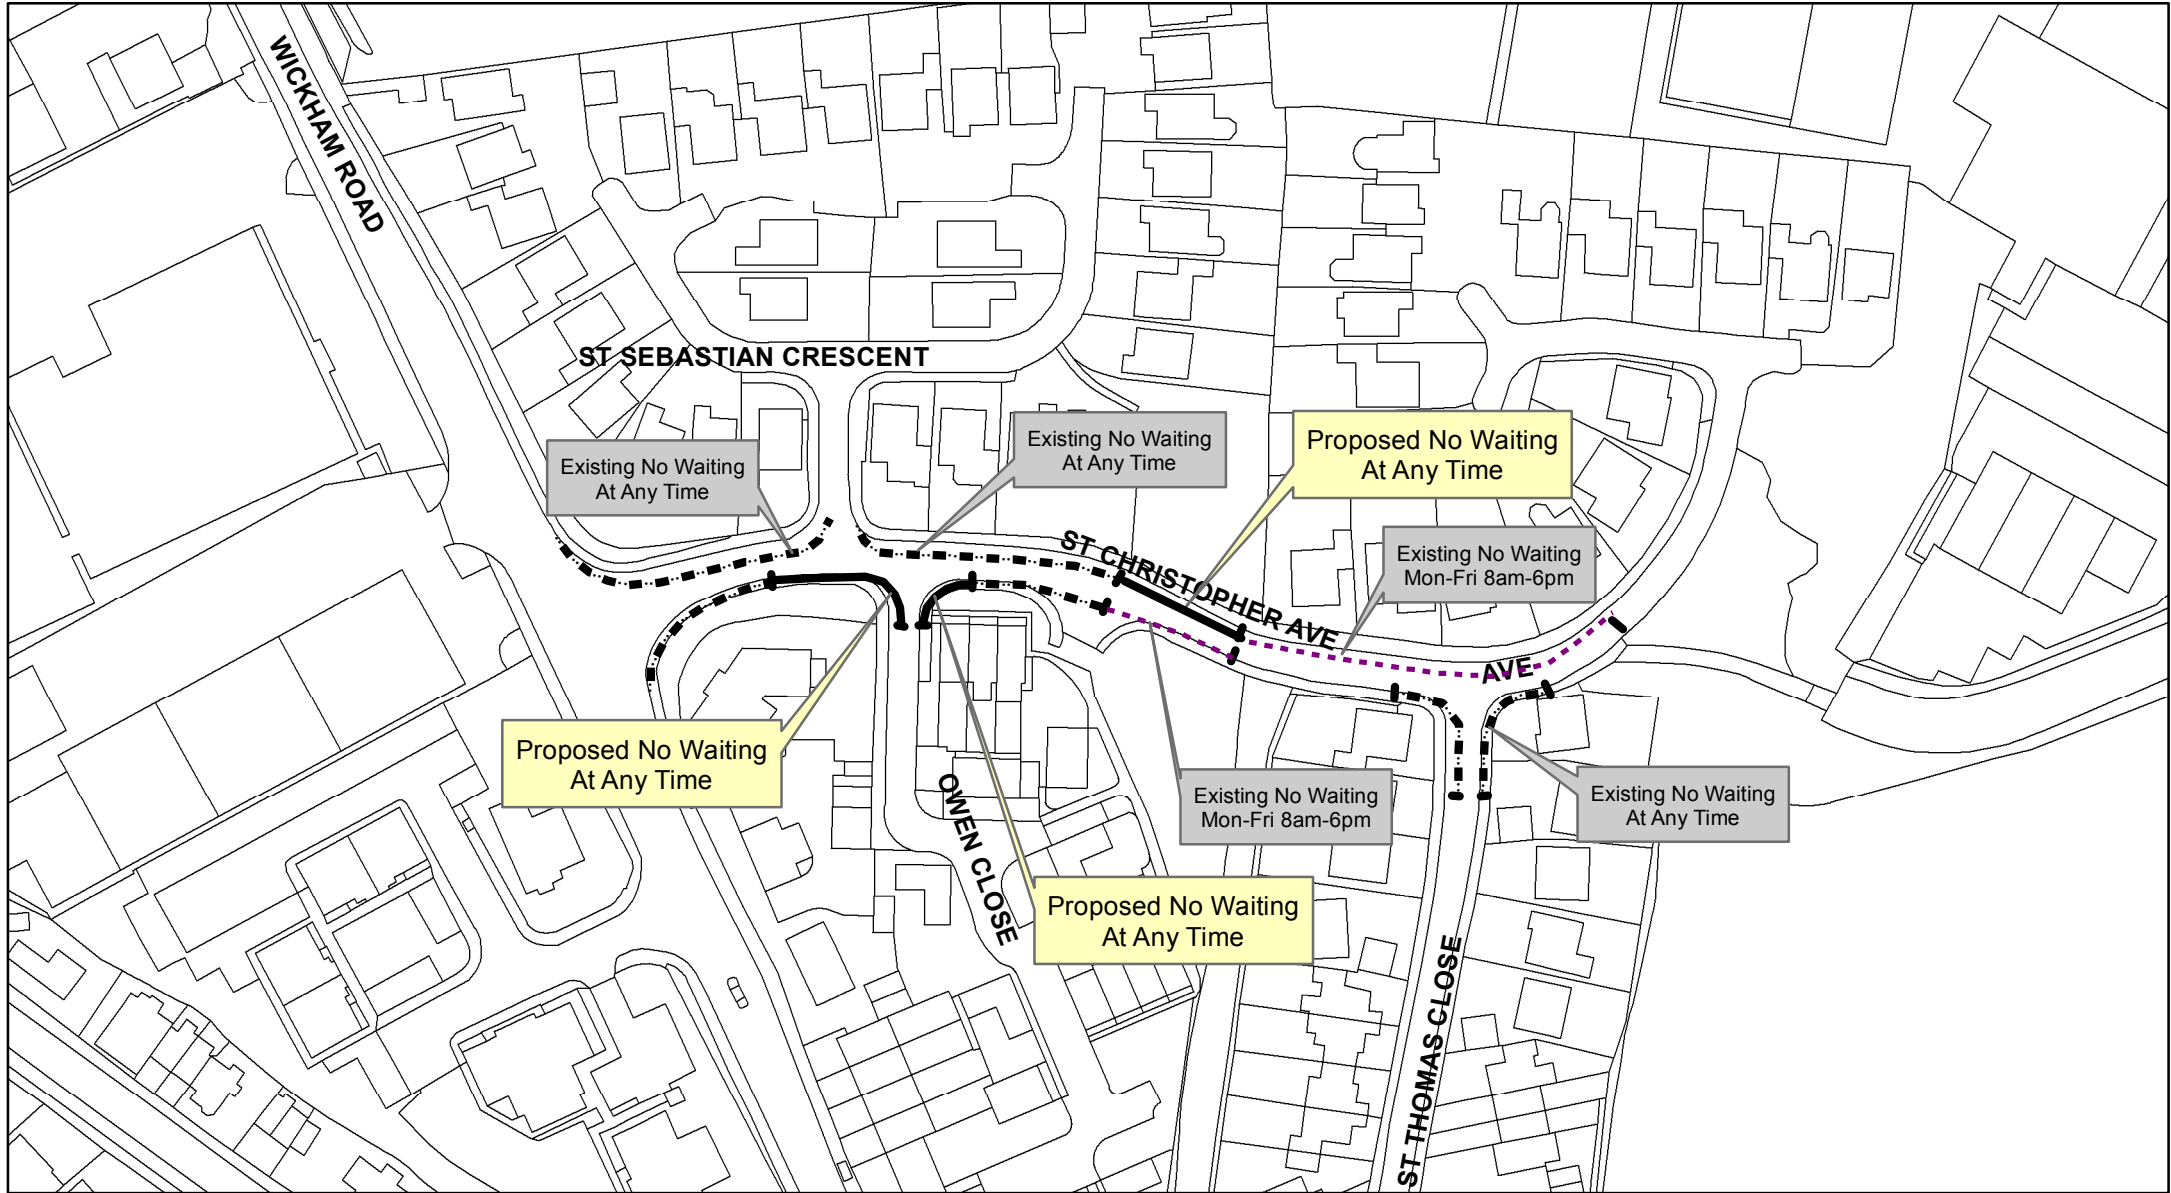 WICKHAM ROAD
ST SEBASTIAN CRESCENT
Existing No Waiting
At Any Time
Existing No Waiting
At Any Time
Proposed No Waiting
At Any Time
ST CHRISTOPHER AVE
Existing No Waiting
Mon-Fri 8am-6pm
AVE
Proposed No Waiting
At Any Time
OWEN CLOSE
Existing No Waiting
Mon-Fri 8am-6pm
Existing No Waiting
At Any Time
Proposed No Waiting
At Any Time
ST THOMAS CLOSE